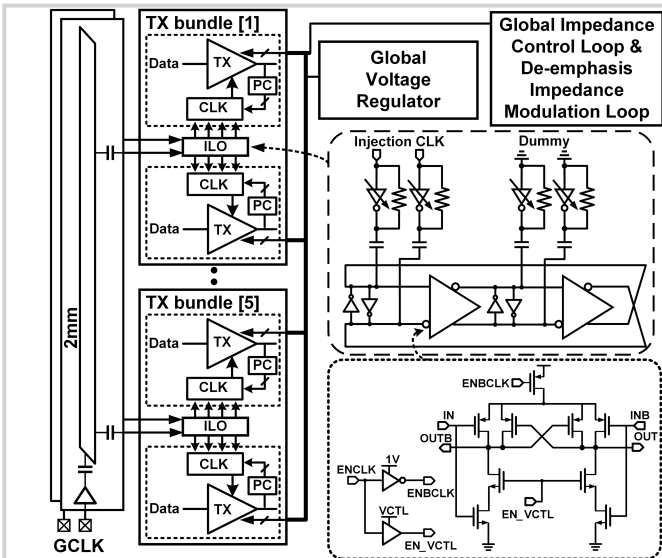 TX bundle [1]
Data
TX
PC
CLK
ILO
CLK
PC
Data
TX
TX bundle [5]
Data
TX
PC
CLK
ILO
CLK
PC
Data
TX
2mm
GCLK
Global
Voltage
Regulator
Global Impedance
Control Loop &
De-emphasis
Impedance
Modulation Loop
Injection CLK
Dummy
ENBCLK
IN
INB
OUTB
OUT
ENCLK
1V
ENBCLK
VCTL
EN_VCTL
EN_VCTL